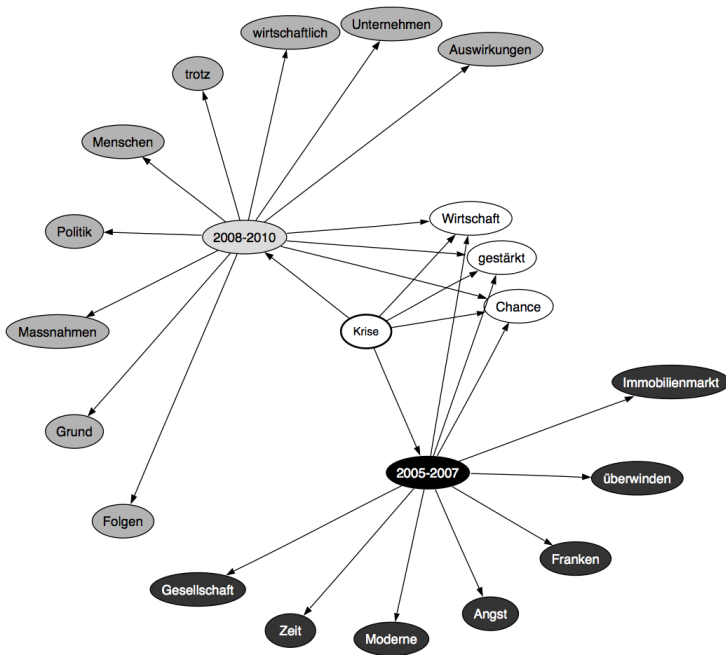 Unternehmen
wirtschaftlich
Auswirkungen
trotz
Menschen
Wirtschaft
Politik
2008-2010
gestärkt
Chance
Massnahmen
Krise
Immobilienmarkt
Grund
2005-2007
überwinden
Folgen
Franken
Gesellschaft
Angst
Zeit
Moderne